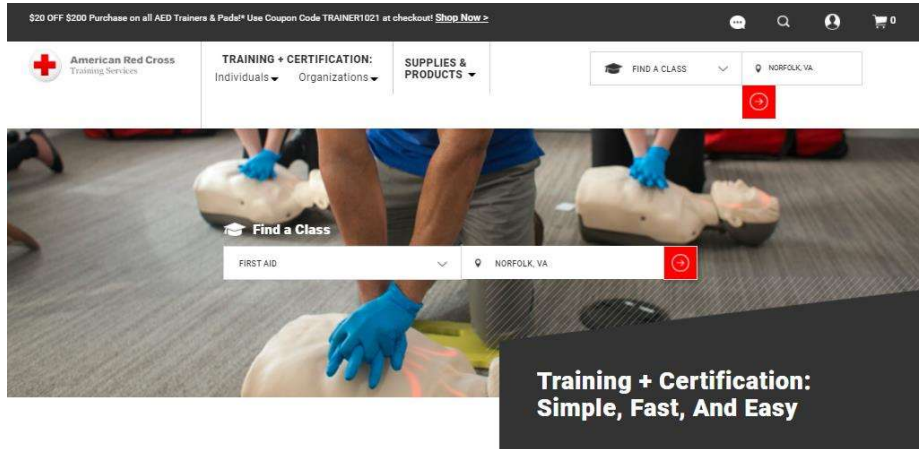 $20 OFF $200 Purchase on all AED Trainers & Pads!* Use Coupon Code TRAINER1021 at checkout! Shop Now >
0
American Red Cross
Training Services
TRAINING + CERTIFICATION:
Individuals
Organizations
SUPPLIES &
PRODUCTS
FIND A CLASS
NORFOLK, VA
Find a Class
FIRST AID
NORFOLK, VA
Training + Certification:
Simple, Fast, And Easy